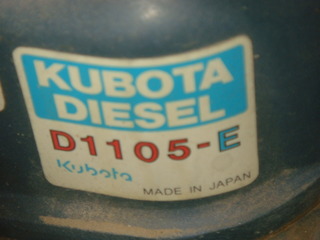 KUBOTA
DIESEL
D1105-E
Kubota
MADE IN JAPAN